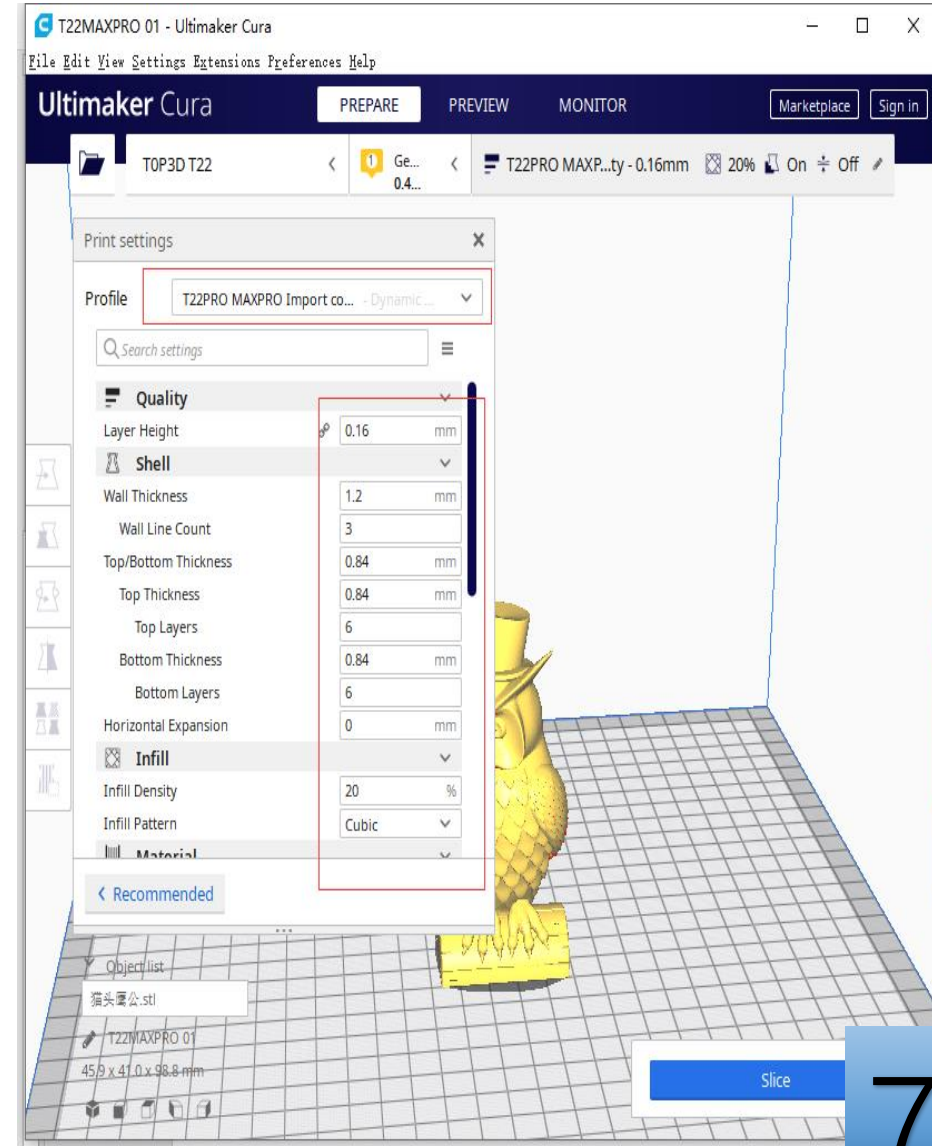 T22MAXPRO 01 - Ultimaker Cura
File Edit View Settings Extensions Preferences Help
Ultimaker Cura PREPARE PREVIEW MONITOR Marketplace Sign in
T0P3D T22 1 Ge... 0.4... T22PRO MAXP...ty - 0.16mm 20% On Off
Print settings
Profile T22PRO MAXPRO Import co... - Dynamic ...
Search settings
Quality
Layer Height 0.16 mm
Shell
Wall Thickness 1.2 mm
Wall Line Count 3
Top/Bottom Thickness 0.84 mm
Top Thickness 0.84 mm
Top Layers 6
Bottom Thickness 0.84 mm
Bottom Layers 6
Horizontal Expansion 0 mm
Infill
Infill Density 20 %
Infill Pattern Cubic
Material
Recommended
Object list
猫头鹰公.stl
T22MAXPRO 01
45.9 x 41.0 x 98.8 mm
Slice
7